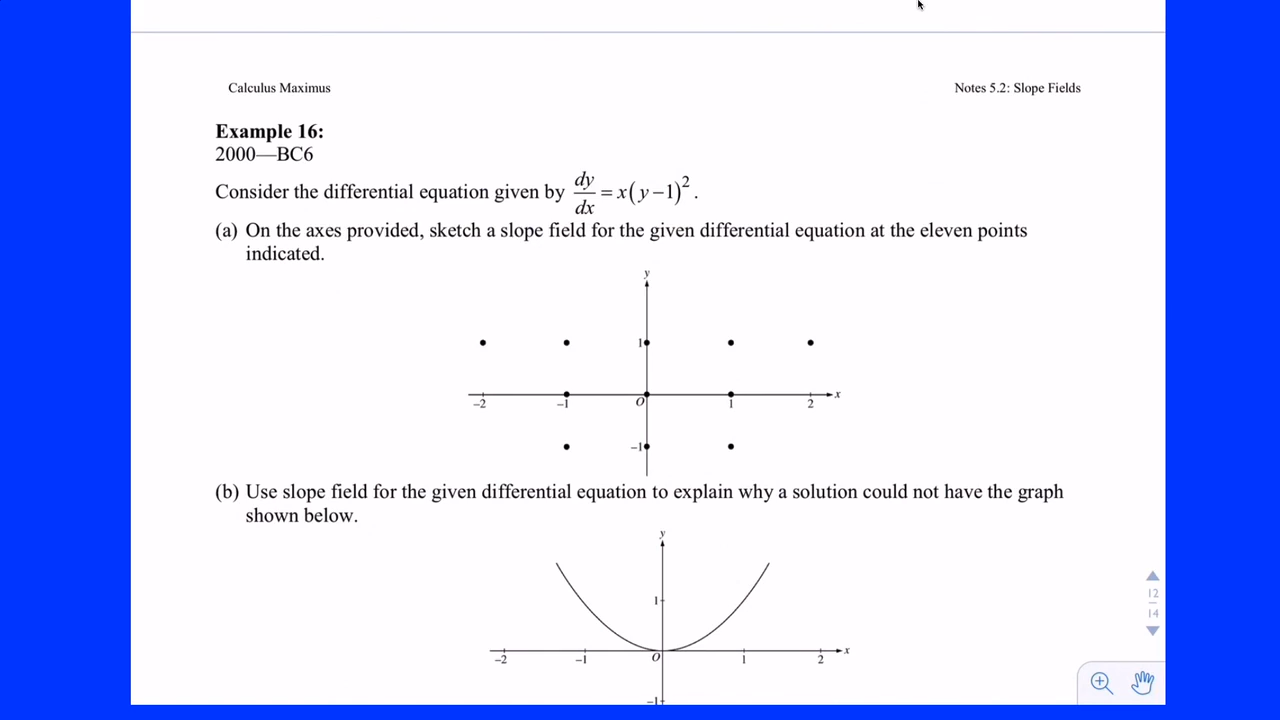 Calculus Maximus Notes 5.2: Slope Fields
Example 16:
2000—BC6
Consider the differential equation given by dy/dx = x(y−1)².
(a) On the axes provided, sketch a slope field for the given differential equation at the eleven points
indicated.
y
1
−2 −1 O 1 2 x
−1
(b) Use slope field for the given differential equation to explain why a solution could not have the graph
shown below.
y
1
−2 −1 O 1 2 x
−1
12
14